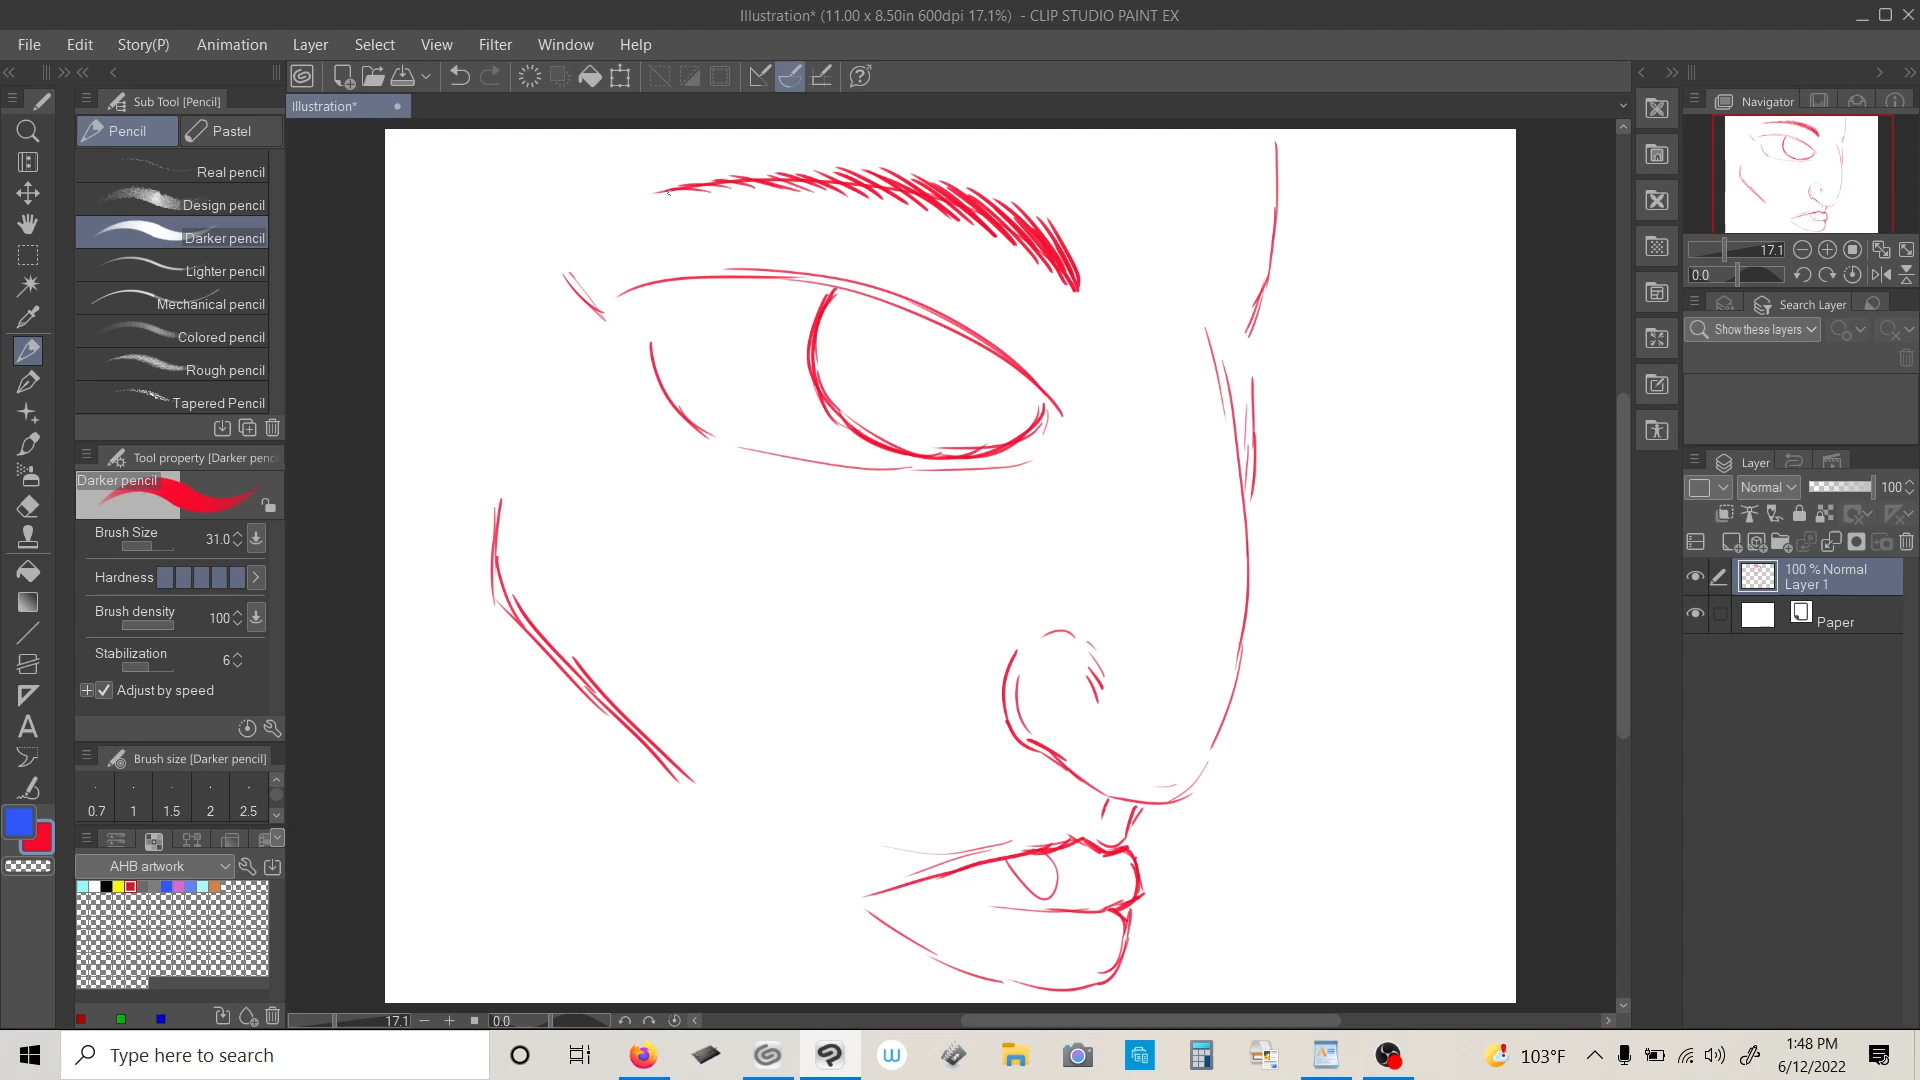 Illustration* (11.00 x 8.50in 600dpi 17.1%)  - CLIP STUDIO PAINT EX
File Edit Story(P) Animation Layer Select View Filter Window Help
Sub Tool [Pencil]
Illustration*
Pencil
Pastel
Real pencil
Design pencil
Darker pencil
Lighter pencil
Mechanical pencil
Colored pencil
Rough pencil
Tapered Pencil
Tool property [Darker penc
Darker pencil
Brush Size 31.0
Hardness
Brush density 100
Stabilization 6
Adjust by speed
Brush size [Darker pencil]
0.7 1 1.5 2 2.5
AHB artwork
17.1 0.0
Navigator
17.1
0.0
Search Layer
Show these layers
Layer
Normal 100
100 % Normal
Layer 1
Paper
Type here to search
103°F
1:48 PM
6/12/2022